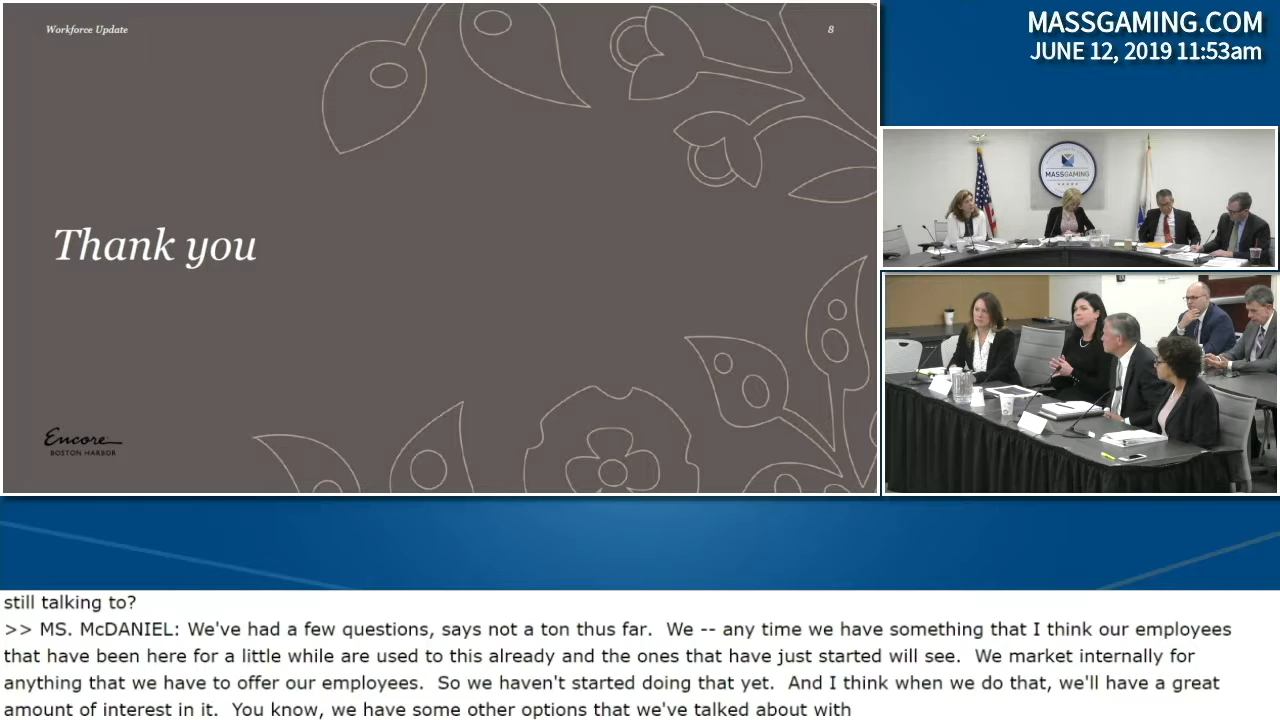 Workforce Update
8
Thank you
Encore
BOSTON HARBOR
MASSGAMING.COM
JUNE 12, 2019 11:53am
MASSGAMING
still talking to?
>> MS. McDANIEL: We've had a few questions, says not a ton thus far.  We -- any time we have something that I think our employees
that have been here for a little while are used to this already and the ones that have just started will see.  We market internally for
anything that we have to offer our employees.  So we haven't started doing that yet.  And I think when we do that, we'll have a great
amount of interest in it.  You know, we have some other options that we've talked about with